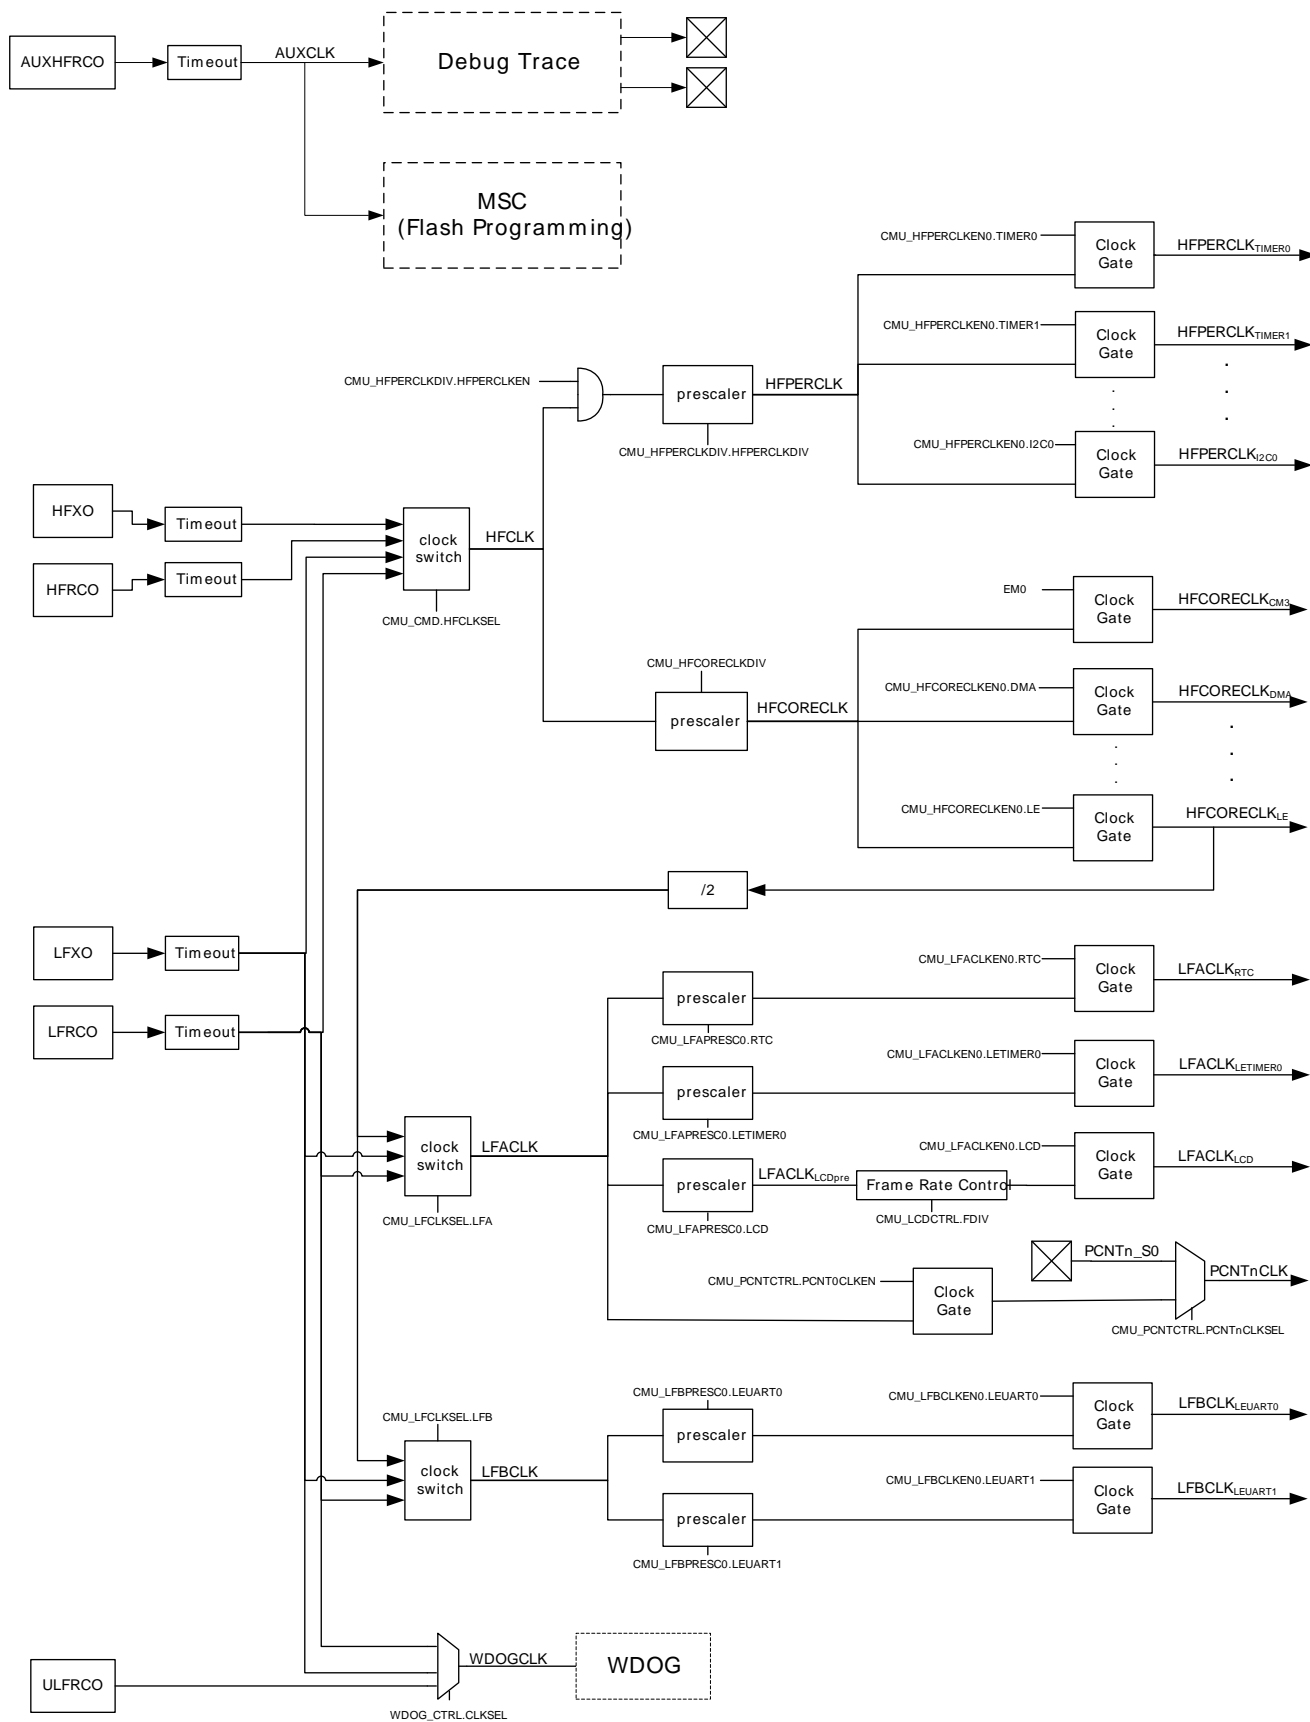 AUXHFRCO
Timeout
AUXCLK
Debug Trace
MSC
(Flash Programming)
CMU_HFPERCLKEN0.TIMER0
Clock
Gate
HFPERCLKTIMER0
CMU_HFPERCLKEN0.TIMER1
Clock
Gate
HFPERCLKTIMER1
CMU_HFPERCLKDIV.HFPERCLKEN
prescaler
HFPERCLK
CMU_HFPERCLKDIV.HFPERCLKDIV
CMU_HFPERCLKEN0.I2C0
Clock
Gate
HFPERCLKI2C0
HFXO
Timeout
HFRCO
Timeout
clock
switch
HFCLK
CMU_CMD.HFCLKSEL
EM0
Clock
Gate
HFCORECLKCM3
CMU_HFCORECLKDIV
prescaler
HFCORECLK
CMU_HFCORECLKEN0.DMA
Clock
Gate
HFCORECLKDMA
CMU_HFCORECLKEN0.LE
Clock
Gate
HFCORECLKLE
/2
LFXO
Timeout
LFRCO
Timeout
prescaler
CMU_LFAPRESC0.RTC
CMU_LFACLKEN0.RTC
Clock
Gate
LFACLKRTC
prescaler
CMU_LFAPRESC0.LETIMER0
CMU_LFACLKEN0.LETIMER0
Clock
Gate
LFACLKLETIMER0
clock
switch
LFACLK
CMU_LFCLKSEL.LFA
prescaler
CMU_LFAPRESC0.LCD
LFACLKLCDpre
Frame Rate Control
CMU_LCDCTRL.FDIV
CMU_LFACLKEN0.LCD
Clock
Gate
LFACLKLCD
CMU_PCNTCTRL.PCNT0CLKEN
Clock
Gate
PCNTn_S0
PCNTnCLK
CMU_PCNTCTRL.PCNTnCLKSEL
CMU_LFCLKSEL.LFB
clock
switch
LFBCLK
CMU_LFBPRESC0.LEUART0
prescaler
CMU_LFBCLKEN0.LEUART0
Clock
Gate
LFBCLKLEUART0
prescaler
CMU_LFBPRESC0.LEUART1
CMU_LFBCLKEN0.LEUART1
Clock
Gate
LFBCLKLEUART1
ULFRCO
WDOGCLK
WDOG
WDOG_CTRL.CLKSEL